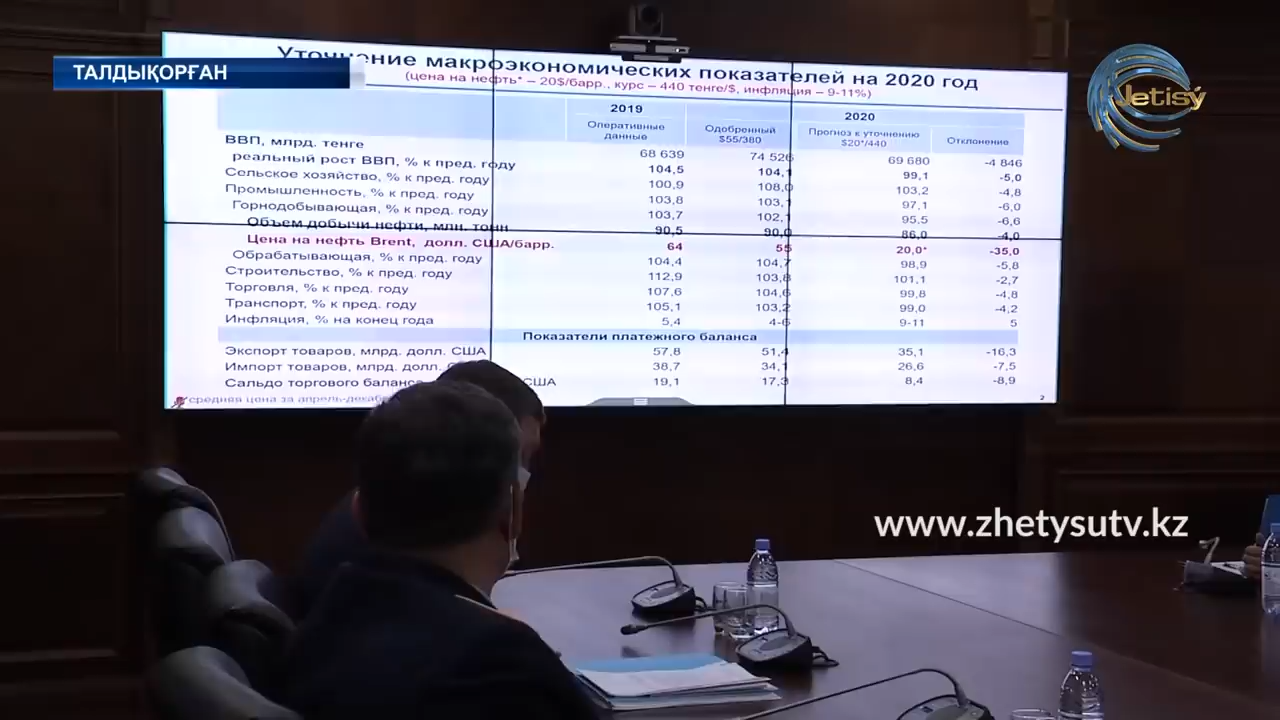 ТАЛДЫҚОРҒАН
Jetisý
Уточнение макроэкономических показателей на 2020 год
(цена на нефть* – 20$/барр., курс – 440 тенге/$, инфляция – 9-11%)
2019 2020
Оперативные данные Одобренный $55/380 Прогноз к уточнению $20*/440 Отклонение
ВВП, млрд. тенге 68 639 74 526 69 680 -4 846
реальный рост ВВП, % к пред. году 104,5 104,1 99,1 -5,0
Сельское хозяйство, % к пред. году 100,9 108,0 103,2 -4,8
Промышленность, % к пред. году 103,8 103,1 97,1 -6,0
Горнодобывающая, % к пред. году 103,7 102,1 95,5 -6,6
Объем добычи нефти, млн. тонн 90,5 90,0 86,0 -4,0
Цена на нефть Brent, долл. США/барр. 64 55 20,0* -35,0
Обрабатывающая, % к пред. году 104,4 104,7 98,9 -5,8
Строительство, % к пред. году 112,9 103,8 101,1 -2,7
Торговля, % к пред. году 107,6 104,6 99,8 -4,8
Транспорт, % к пред. году 105,1 103,2 99,0 -4,2
Инфляция, % на конец года 5,4 4-6 9-11 5
Показатели платежного баланса
Экспорт товаров, млрд. долл. США 57,8 51,4 35,1 -16,3
Импорт товаров, млрд. долл. 38,7 34,1 26,6 -7,5
Сальдо торгового баланса США 19,1 17,3 8,4 -8,9
средняя цена за апрель-декабрь 2
www.zhetysutv.kz